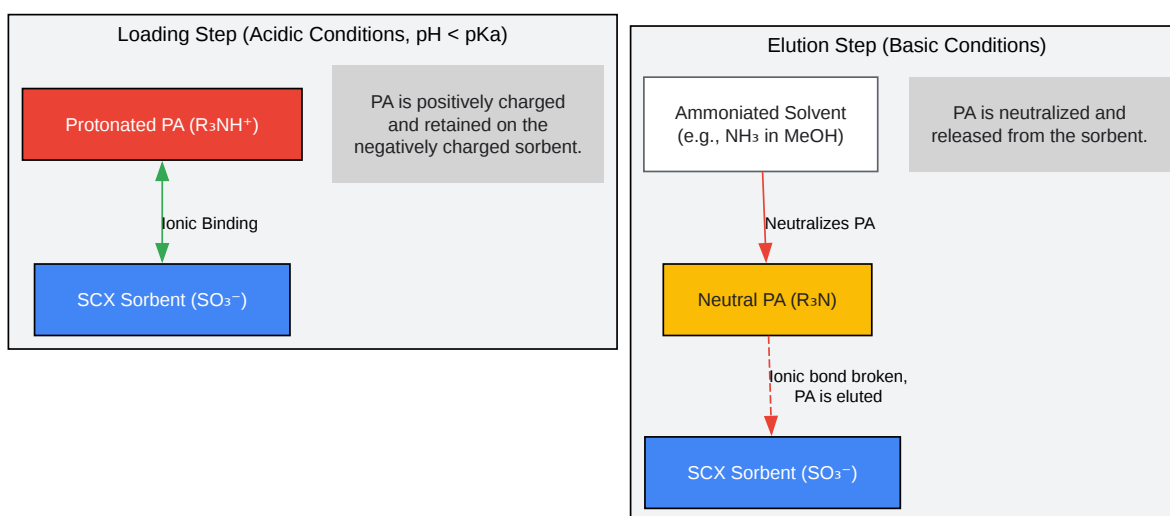 Loading Step (Acidic Conditions, pH < pKa)
Protonated PA (R₃NH⁺)
PA is positively charged
and retained on the
negatively charged sorbent.
Ionic Binding
SCX Sorbent (SO₃⁻)
Elution Step (Basic Conditions)
Ammoniated Solvent
(e.g., NH₃ in MeOH)
PA is neutralized and
released from the sorbent.
Neutralizes PA
Neutral PA (R₃N)
Ionic bond broken,
PA is eluted
SCX Sorbent (SO₃⁻)